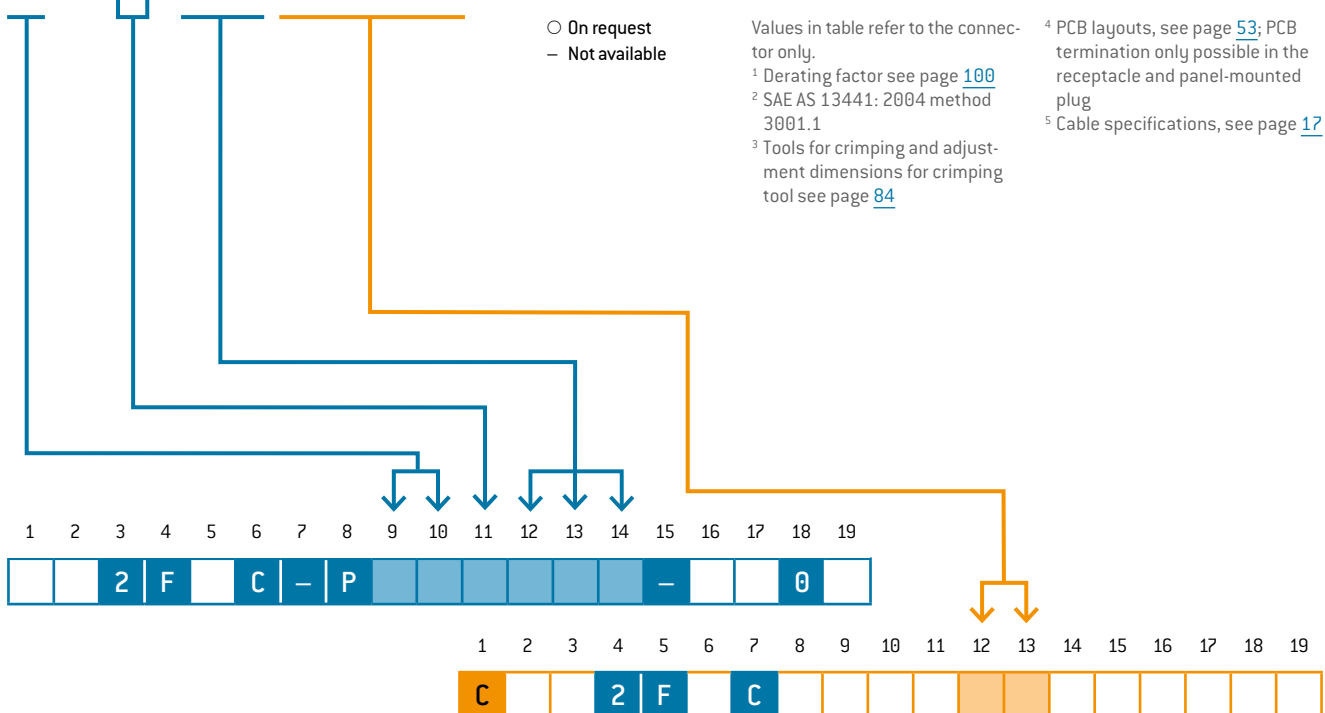 ○ On request
– Not available
Values in table refer to the connec-
tor only.
¹ Derating factor see page 100
² SAE AS 13441: 2004 method
3001.1
³ Tools for crimping and adjust-
ment dimensions for crimping
tool see page 84
⁴ PCB layouts, see page 53; PCB
termination only possible in the
receptacle and panel-mounted
plug
⁵ Cable specifications, see page 17
1 2 3 4 5 6 7 8 9 10 11 12 13 14 15 16 17 18 19
2 F C – P – 0
1 2 3 4 5 6 7 8 9 10 11 12 13 14 15 16 17 18 19
C 2 F C